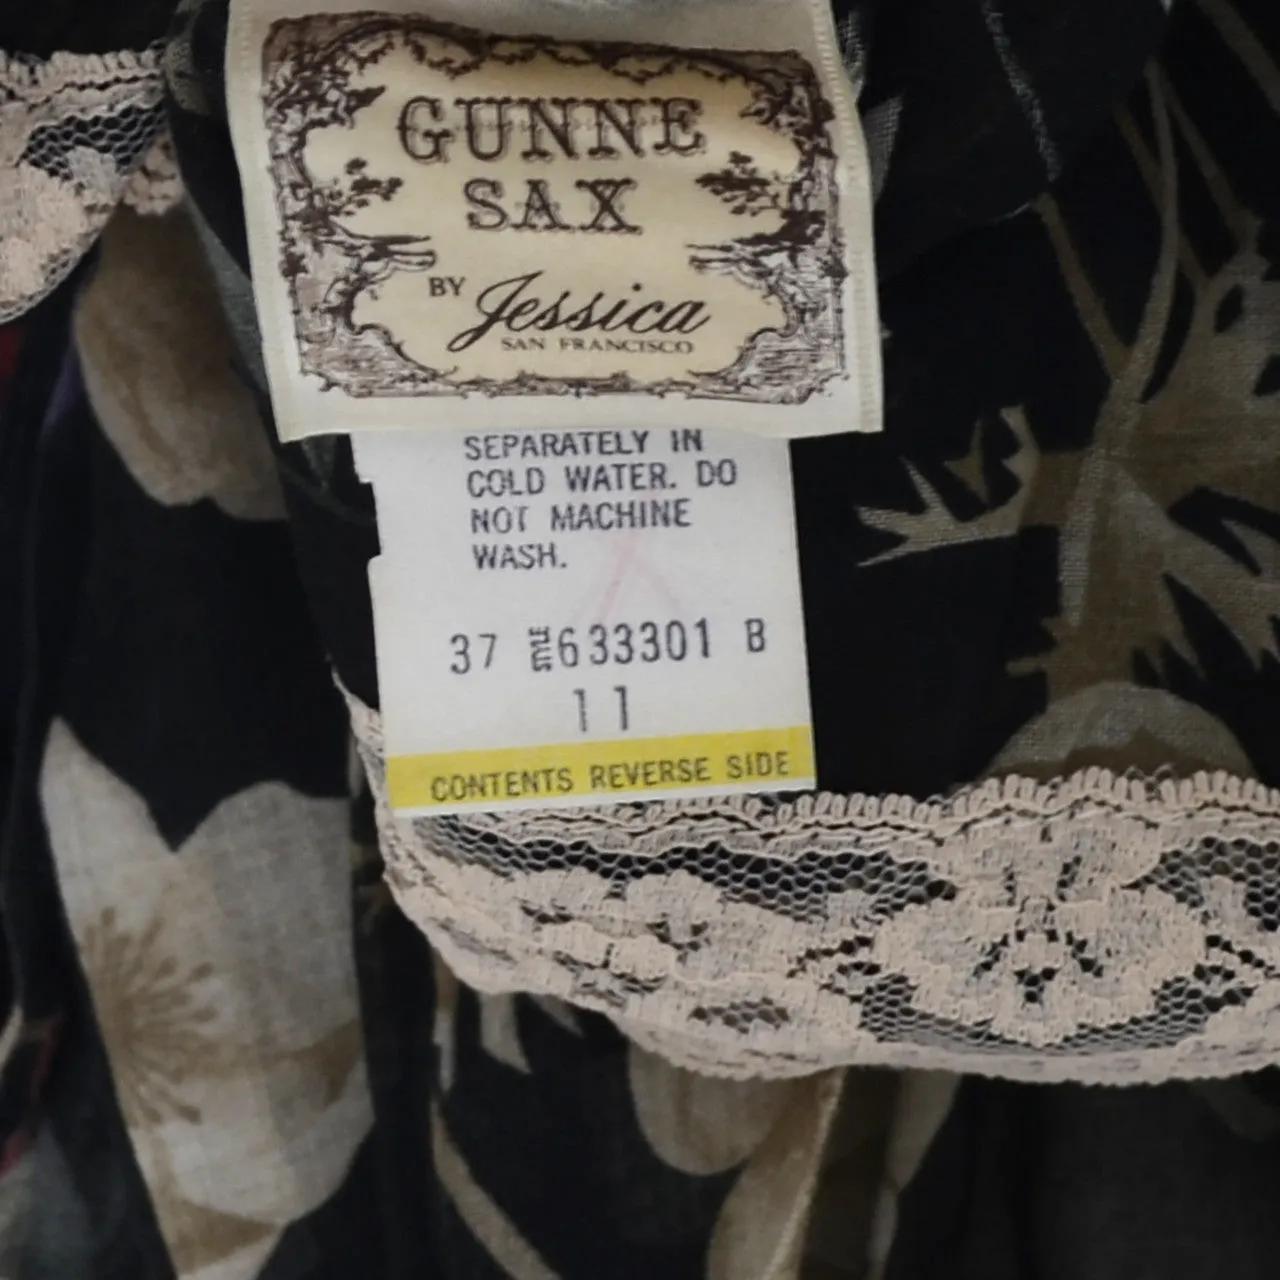 GUNNE
SAX
BY Jessica
SAN FRANCISCO
SEPARATELY IN
COLD WATER. DO
NOT MACHINE
WASH.
37 STYLE 633301 B
11
CONTENTS REVERSE SIDE